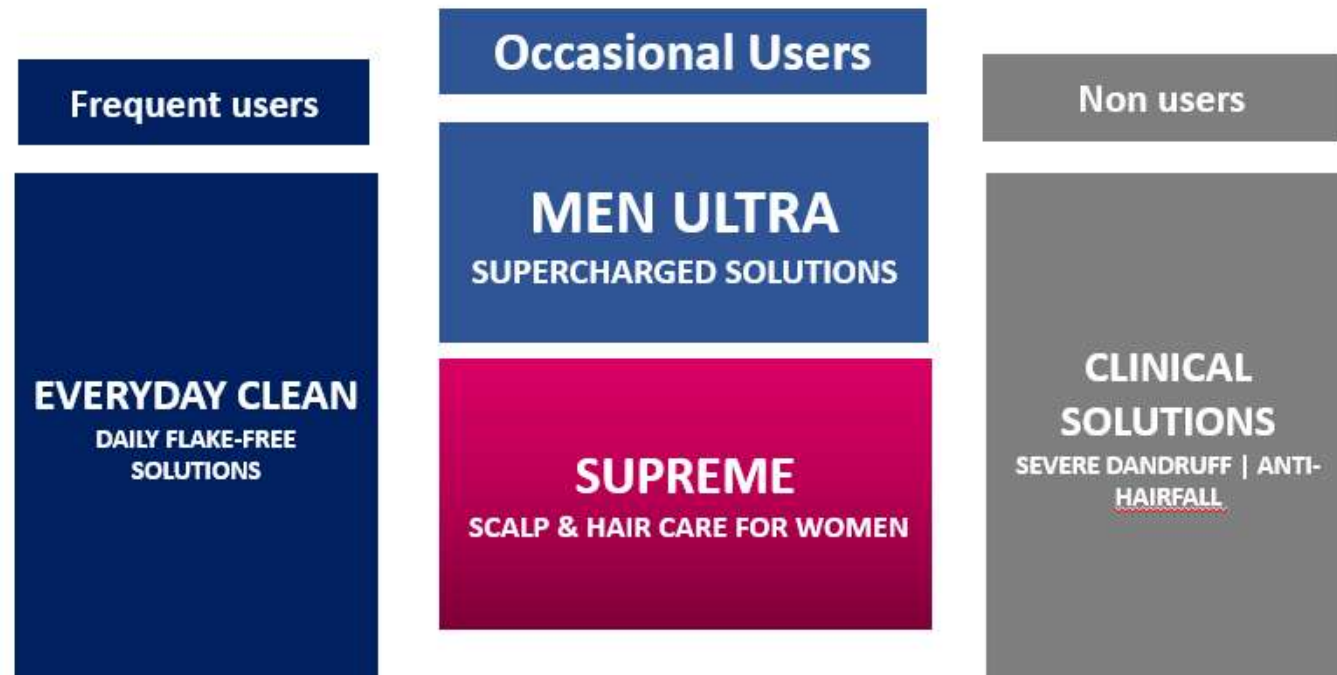 Frequent users
EVERYDAY CLEAN
DAILY FLAKE-FREE
SOLUTIONS
Occasional Users
MEN ULTRA
SUPERCHARGED SOLUTIONS
SUPREME
SCALP & HAIR CARE FOR WOMEN
Non users
CLINICAL
SOLUTIONS
SEVERE DANDRUFF | ANTI-
HAIRFALL